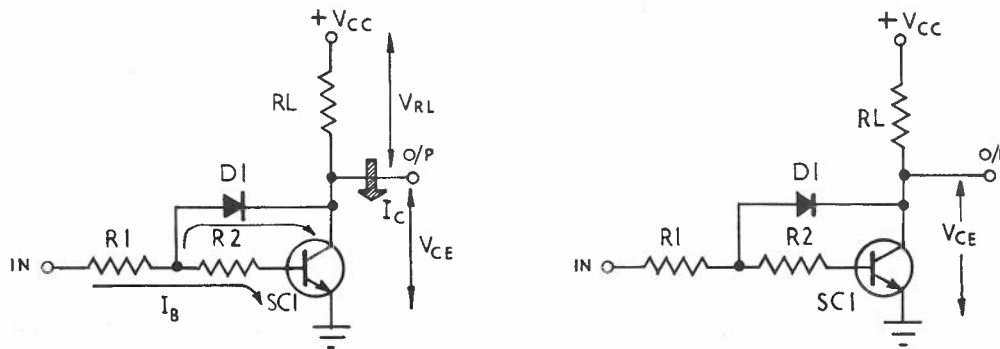 + VCC
RL
VRL
O/P
D1
IC
R1
R2
VCE
IN
IB
SC1
+VCC
RL
D1
R1
R2
VCE
IN
SC1